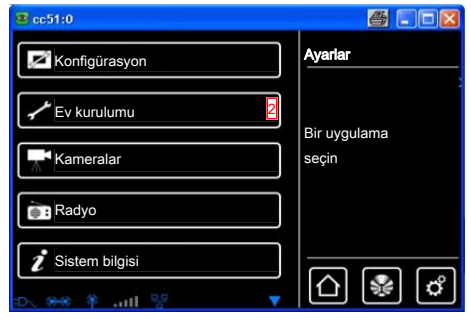 cc51:0
Konfigürasyon
Ev kurulumu
2
Kameralar
Radyo
Sistem bilgisi
Ayarlar
Bir uygulama
seçin